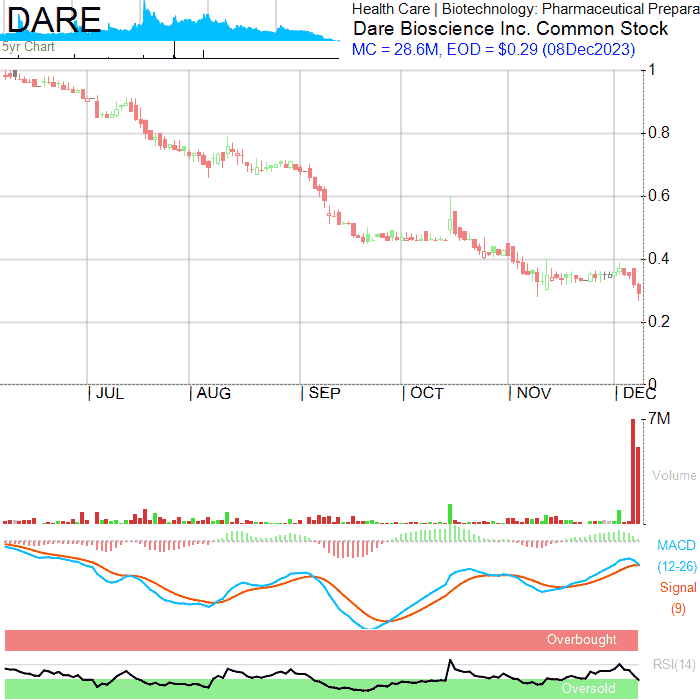 DARE
5yr Chart
Health Care | Biotechnology: Pharmaceutical Prepara
Dare Bioscience Inc. Common Stock
MC = 28.6M, EOD = $0.29 (08Dec2023)
1
0.8
0.6
0.4
0.2
0
| JUL | AUG | SEP | OCT | NOV | DEC
7M
Volume
MACD
(12-26)
Signal
(9)
Overbought
RSI(14)
Oversold